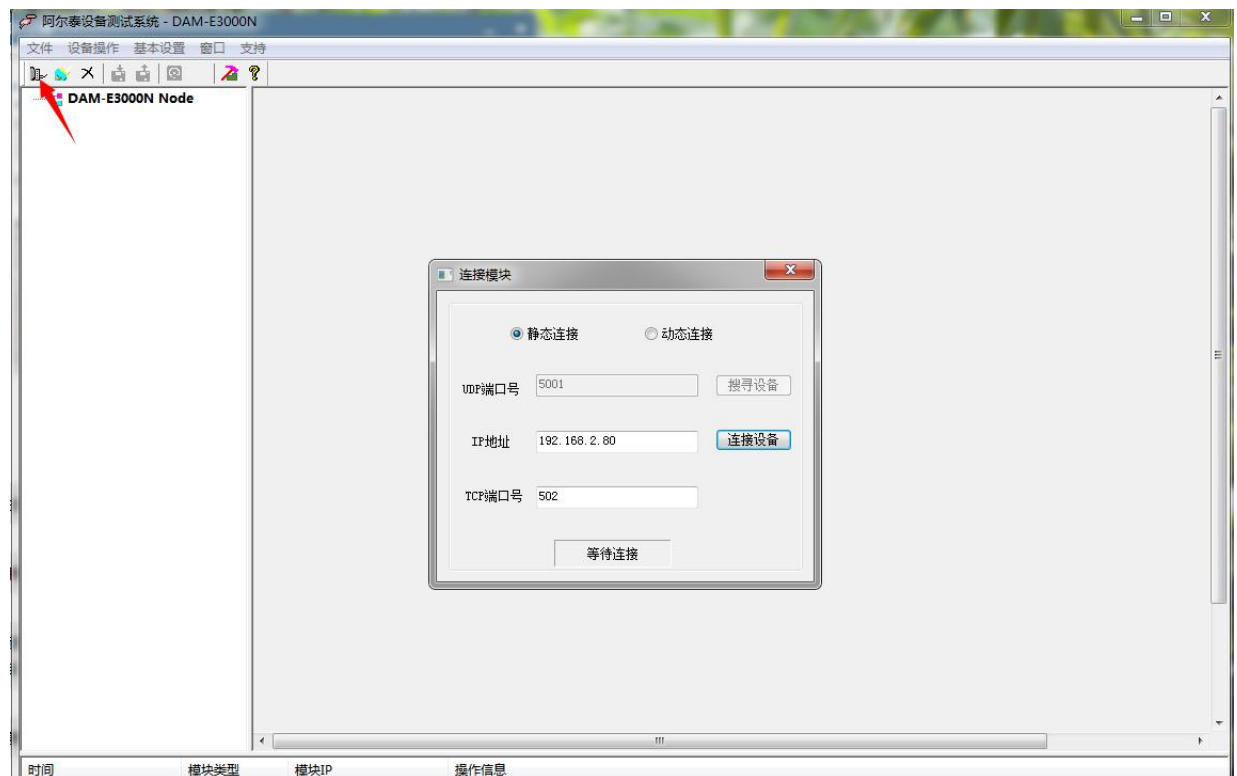 阿尔泰设备测试系统 - DAM-E3000N
文件 设备操作 基本设置 窗口 支持
DAM-E3000N Node
连接模块
静态连接 动态连接
UDP端口号 5001 搜寻设备
IP地址 192.168.2.80 连接设备
TCP端口号 502
等待连接
时间 模块类型 模块IP 操作信息